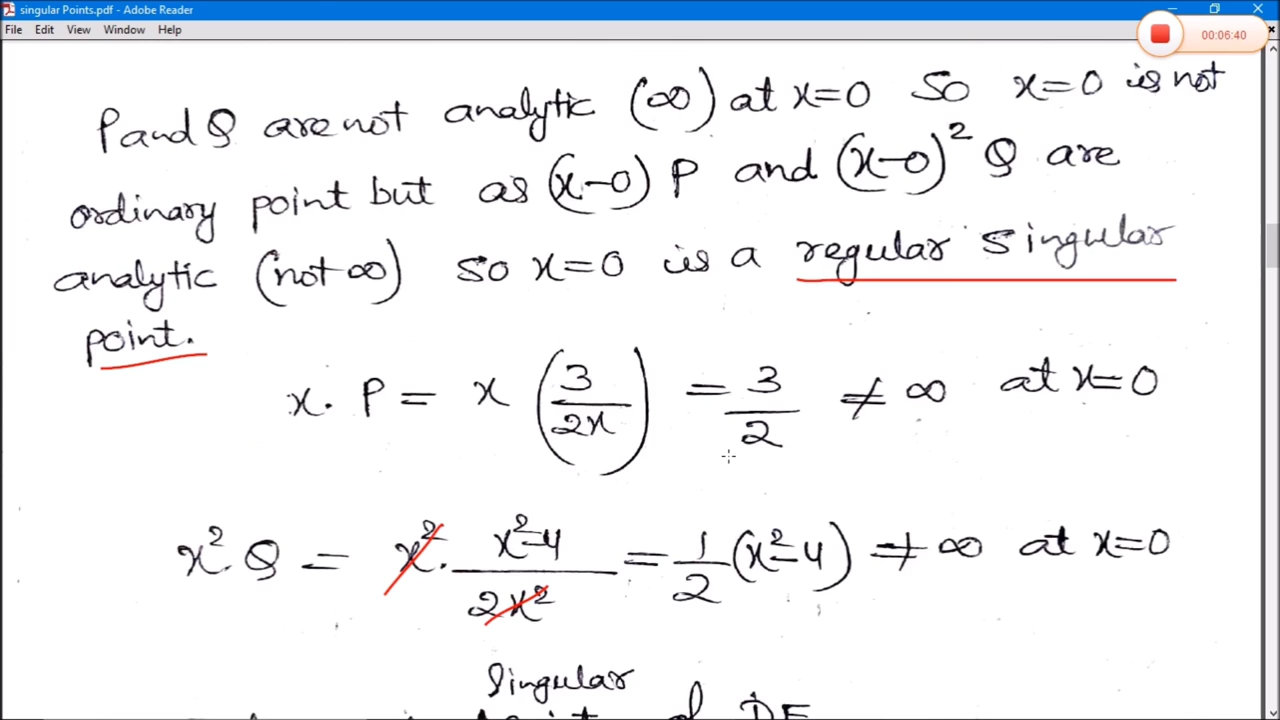 singular Points.pdf - Adobe Reader
File Edit View Window Help
00:06:40
P and Q are not analytic (∞) at x=0 So x=0 is not
ordinary point but as (x-0) P and (x-0)² Q are
analytic (not ∞) so x=0 is a regular singular
point.
x. P = x (3/2x) = 3/2 ≠ ∞ at x=0
x². Q = x². x²-4/2x² = 1/2 (x²-4) ≠ ∞ at x=0
Singular